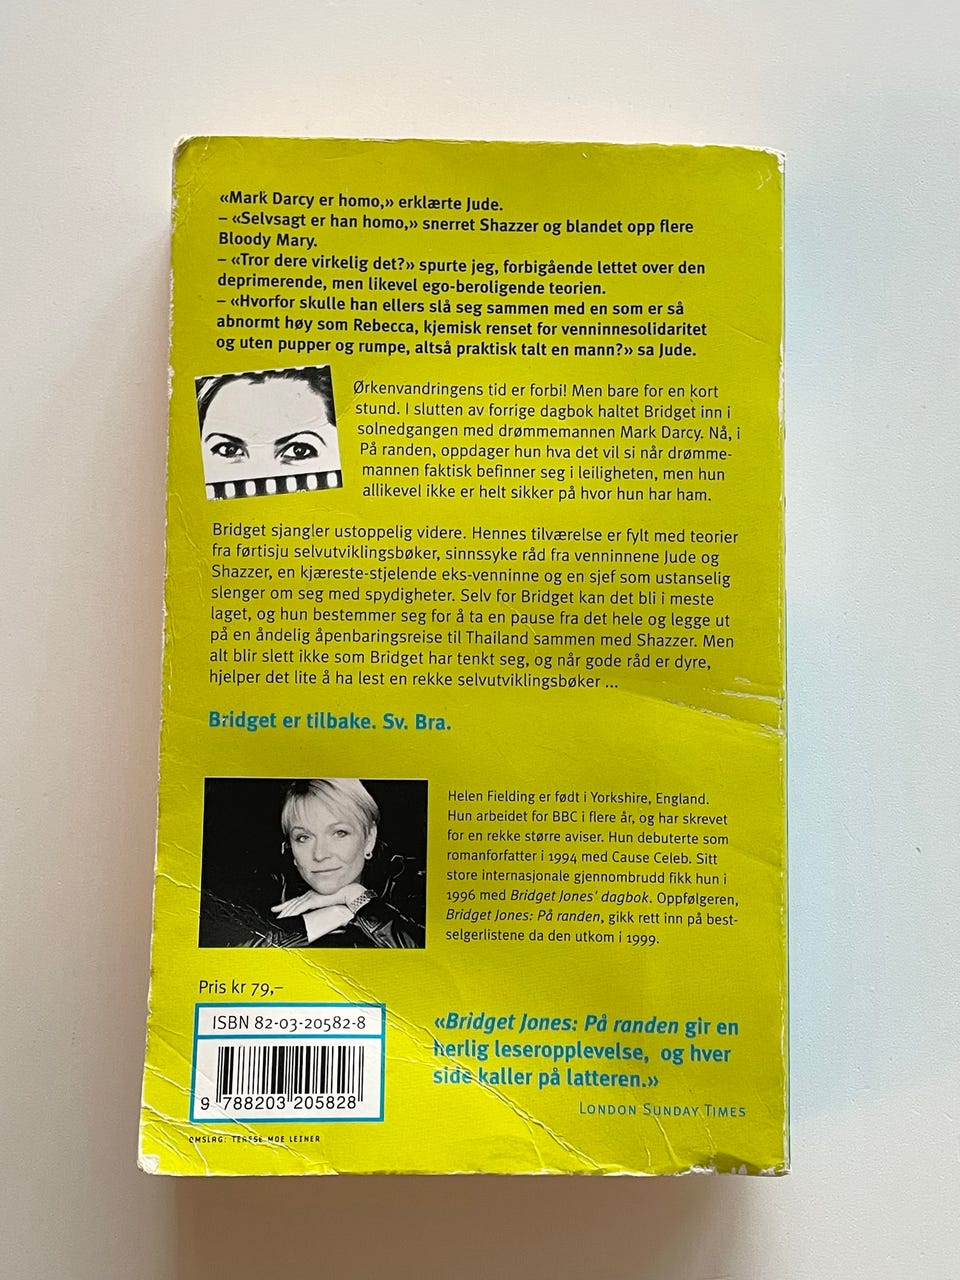 «Mark Darcy er homo,» erklærte Jude.
– «Selvsagt er han homo,» snerret Shazzer og blandet opp flere
Bloody Mary.
– «Tror dere virkelig det?» spurte jeg, forbigående lettet over den
deprimerende, men likevel ego-beroligende teorien.
– «Hvorfor skulle han ellers slå seg sammen med en som er så
abnormt høy som Rebecca, kjemisk renset for venninnesolidaritet
og uten pupper og rumpe, altså praktisk talt en mann?» sa Jude.
Ørkenvandringens tid er forbi! Men bare for en kort
stund. I slutten av forrige dagbok haltet Bridget inn i
solnedgangen med drømmemannen Mark Darcy. Nå, i
På randen, oppdager hun hva det vil si når drømme-
mannen faktisk befinner seg i leiligheten, men hun
allikevel ikke er helt sikker på hvor hun har ham.
Bridget sjangler ustoppelig videre. Hennes tilværelse er fylt med teorier
fra førtisju selvutviklingsbøker, sinnssyke råd fra venninnene Jude og
Shazzer, en kjæreste-stjelende eks-venninne og en sjef som ustanselig
slenger om seg med spydigheter. Selv for Bridget kan det bli i meste
laget, og hun bestemmer seg for å ta en pause fra det hele og legge ut
på en åndelig åpenbaringsreise til Thailand sammen med Shazzer. Men
alt blir slett ikke som Bridget har tenkt seg, og når gode råd er dyre,
hjelper det lite å ha lest en rekke selvutviklingsbøker ...
Bridget er tilbake. Sv. Bra.
Helen Fielding er født i Yorkshire, England.
Hun arbeidet for BBC i flere år, og har skrevet
for en rekke større aviser. Hun debuterte som
romanforfatter i 1994 med Cause Celeb. Sitt
store internasjonale gjennombrudd fikk hun i
1996 med Bridget Jones' dagbok. Oppfølgeren,
Bridget Jones: På randen, gikk rett inn på best-
selgerlistene da den utkom i 1999.
Pris kr 79,–
ISBN 82-03-20582-8
9 788203 205828
OMSLAG: TERESE MOE LEINER
«Bridget Jones: På randen gir en
herlig leseropplevelse, og hver
side kaller på latteren.»
LONDON SUNDAY TIMES